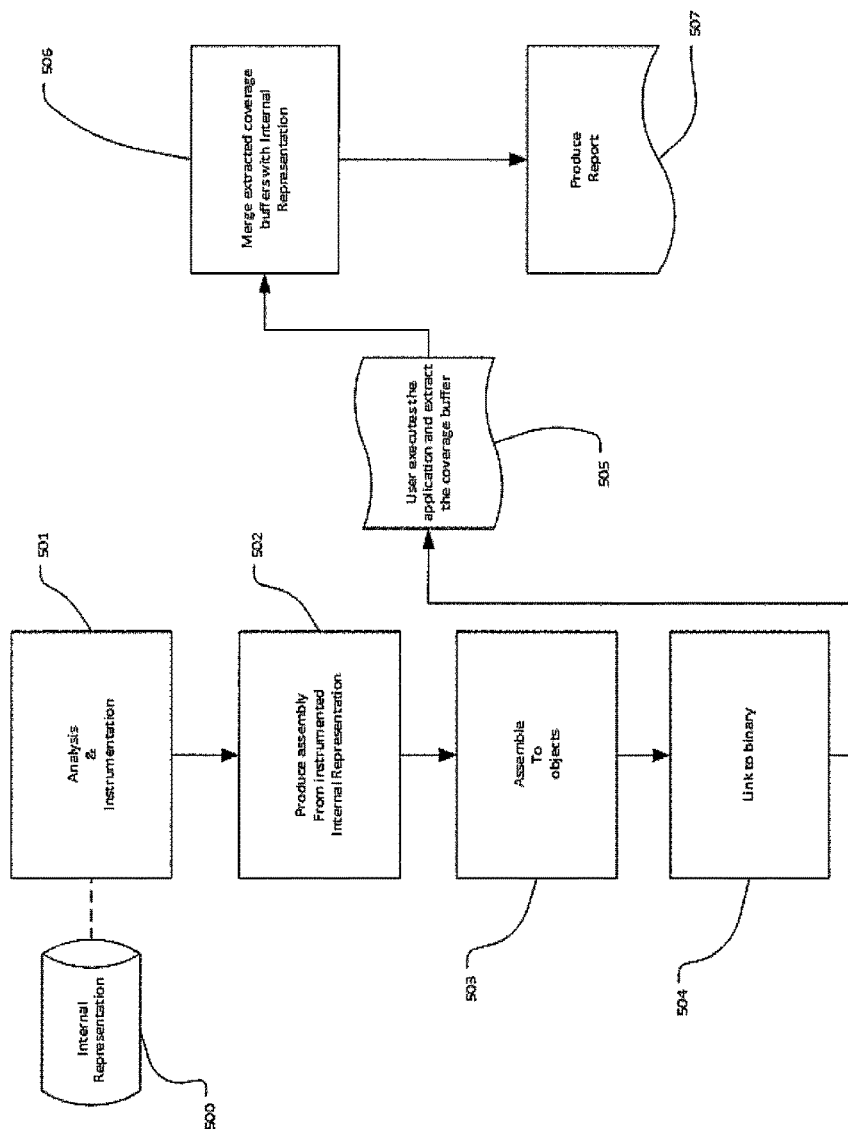 500
Internal
Representation
501
Analysis
&
Instrumentation
502
Produce assembly
From instrumented
Internal Representation
503
Assemble
To
objects
504
Link to binary
505
User executes the
application and extract
the coverage buffer
506
Merge extracted coverage
buffers with Internal
Representation
507
Produce
Report